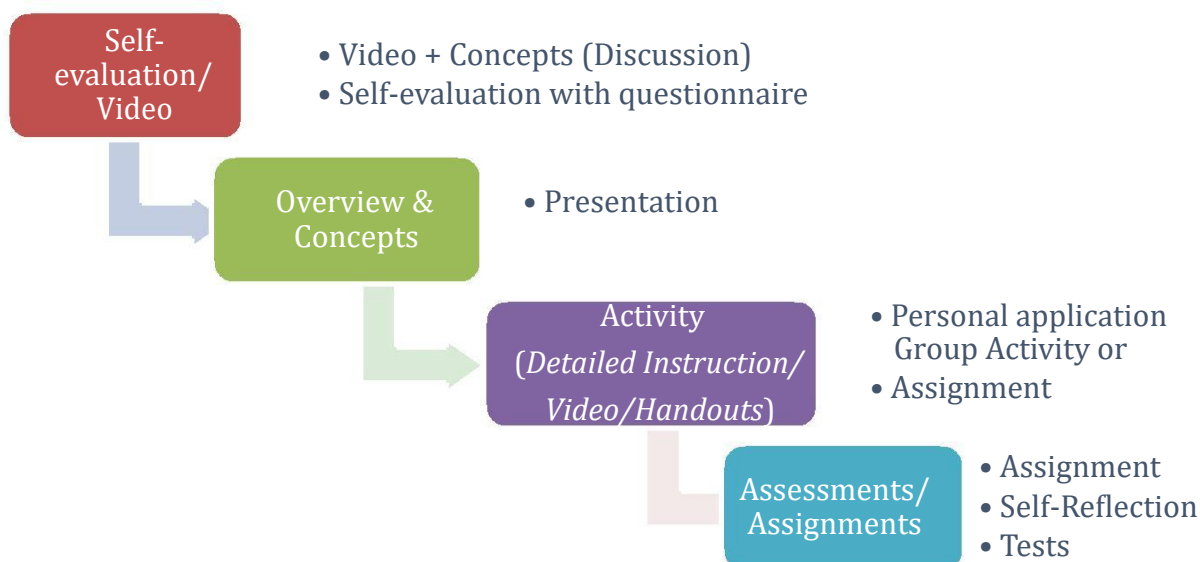 Self-
evaluation/
Video
• Video + Concepts (Discussion)
• Self-evaluation with questionnaire
Overview &
Concepts
• Presentation
Activity
(Detailed Instruction/
Video/Handouts)
• Personal application
Group Activity or
• Assignment
Assessments/
Assignments
• Assignment
• Self-Reflection
• Tests